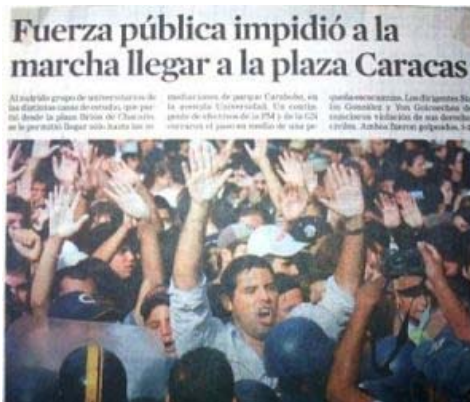 Fuerza pública impidió a la
marcha llegar a la plaza Caracas
Al nutrido grupo de universitarios de
las distintas casas de estudio, que par-
tió desde la plaza Brión de Chacaíto,
se le permitió llegar sólo hasta las in-
mediaciones de parque Carabobo, en
la avenida Universidad. Un contin-
gente de efectivos de la PM y de la GN
cerraron el paso en medio de una pe-
queña escaramuza. Los dirigentes
González y Yon Goicoechea
violación de sus derecho
civiles. Ambos fueron golpeados,